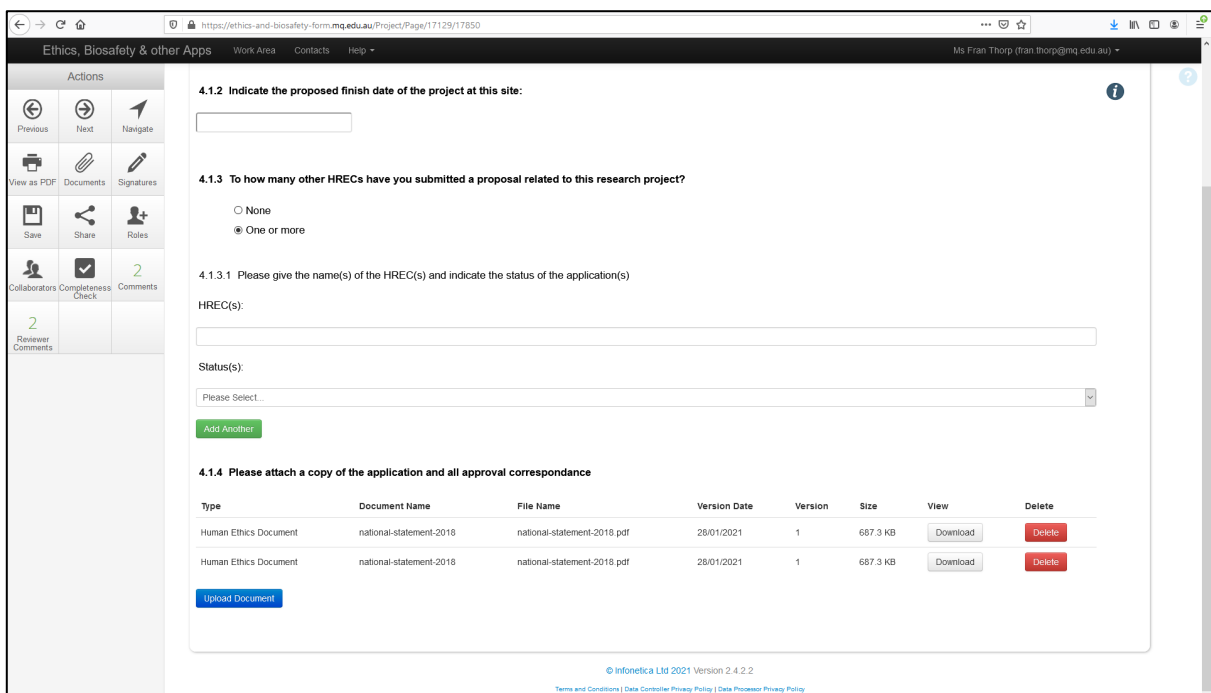 https://ethics-and-biosafety-form.mq.edu.au/Project/Page/17129/17850
Ethics, Biosafety & other Apps Work Area Contacts Help Ms Fran Thorp (fran.thorp@mq.edu.au)
Actions
Previous Next Navigate
View as PDF Documents Signatures
Save Share Roles
2
Collaborators Completeness Check Comments
2
Reviewer Comments
4.1.2 Indicate the proposed finish date of the project at this site:
i
?
4.1.3 To how many other HRECs have you submitted a proposal related to this research project?
None
One or more
4.1.3.1 Please give the name(s) of the HREC(s) and indicate the status of the application(s)
HREC(s):
Status(s):
Please Select...
Add Another
4.1.4 Please attach a copy of the application and all approval correspondance
Type Document Name File Name Version Date Version Size View Delete
Human Ethics Document national-statement-2018 national-statement-2018.pdf 28/01/2021 1 687.3 KB Download Delete
Human Ethics Document national-statement-2018 national-statement-2018.pdf 28/01/2021 1 687.3 KB Download Delete
Upload Document
© Infonetica Ltd 2021 Version 2.4.2.2
Terms and Conditions | Data Controller Privacy Policy | Data Processor Privacy Policy